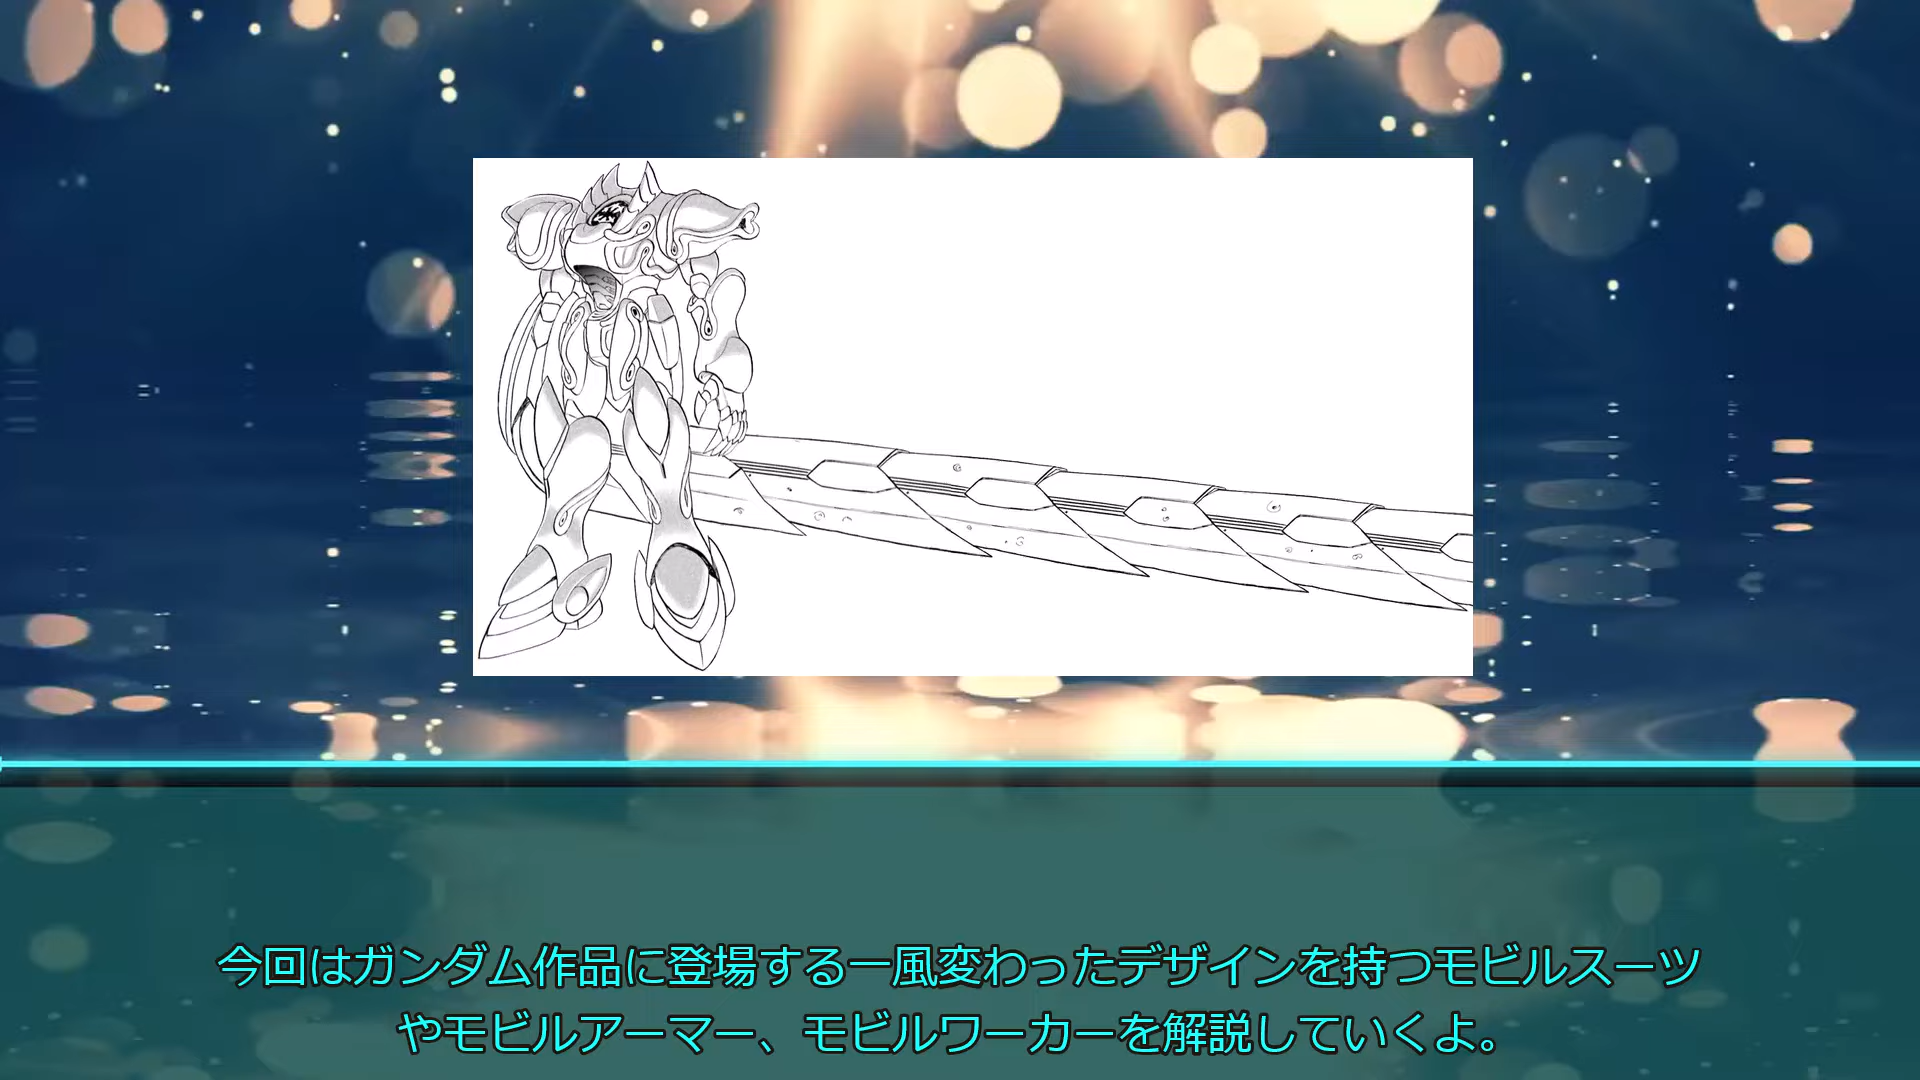 今回はガンダム作品に登場する一風変わったデザインを持つモビルスーツ
やモビルアーマー、モビルワーカーを解説していくよ。